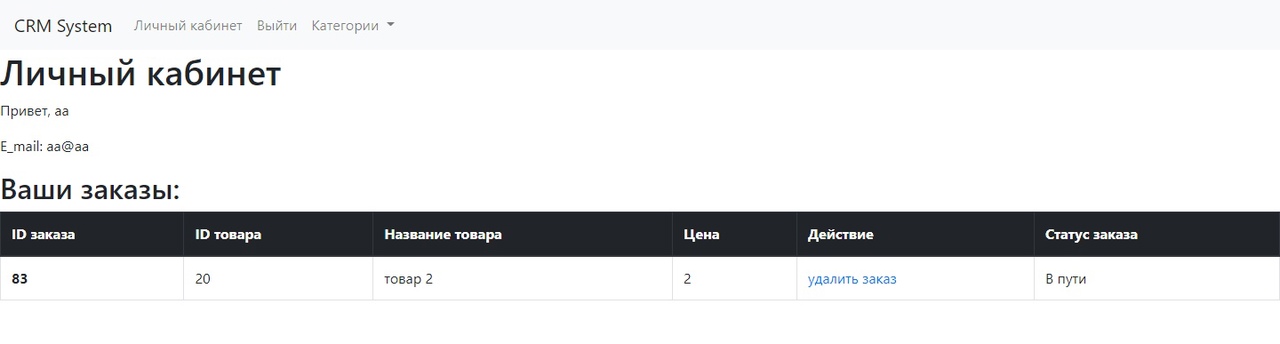 CRM System Личный кабинет Выйти Категории
Личный кабинет
Привет, aa
E_mail: aa@aa
Ваши заказы:
ID заказа ID товара Название товара Цена Действие Статус заказа
83 20 товар 2 2 удалить заказ В пути